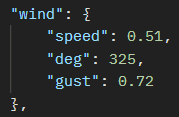 "wind": {
    "speed": 0.51,
    "deg": 325,
    "gust": 0.72
},